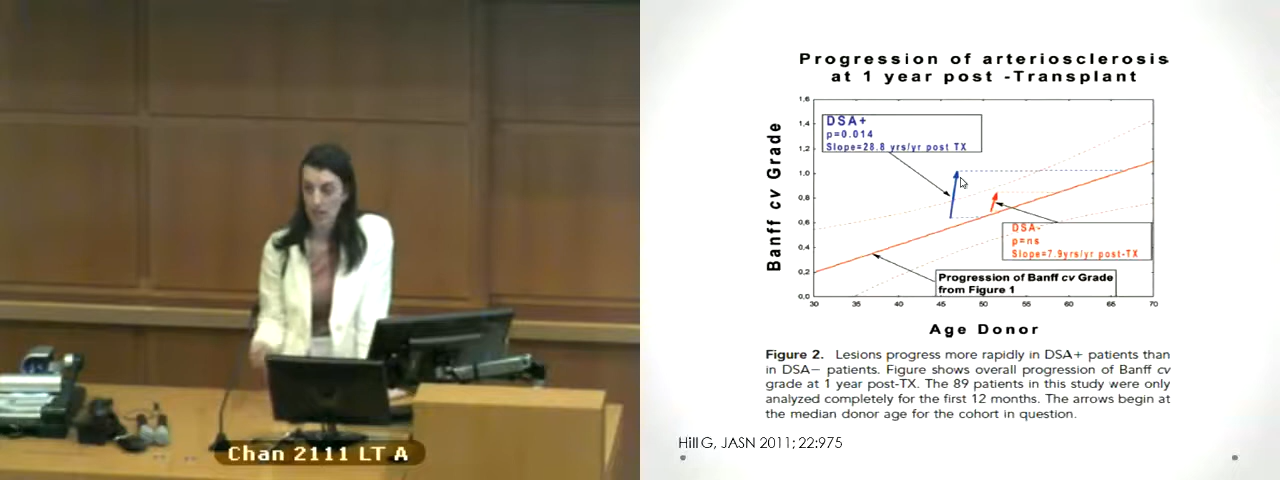 Chan 2111 LT A
Progression of arteriosclerosis
at 1 year post -Transplant
Banff cv Grade
1,6
1,4
1,2
1,0
0,8
0,6
0,4
0,2
0,0
DSA+
p=0.014
Slope=28.8 yrs/yr post TX
DSA-
p=ns
Slope=7.9yrs/yr post-TX
Progression of Banff cv Grade
from Figure 1
30 35 40 45 50 55 60 65 70
Age Donor
Figure 2. Lesions progress more rapidly in DSA+ patients than
in DSA− patients. Figure shows overall progression of Banff cv
grade at 1 year post-TX. The 89 patients in this study were only
analyzed completely for the first 12 months. The arrows begin at
the median donor age for the cohort in question.
Hill G, JASN 2011; 22:975